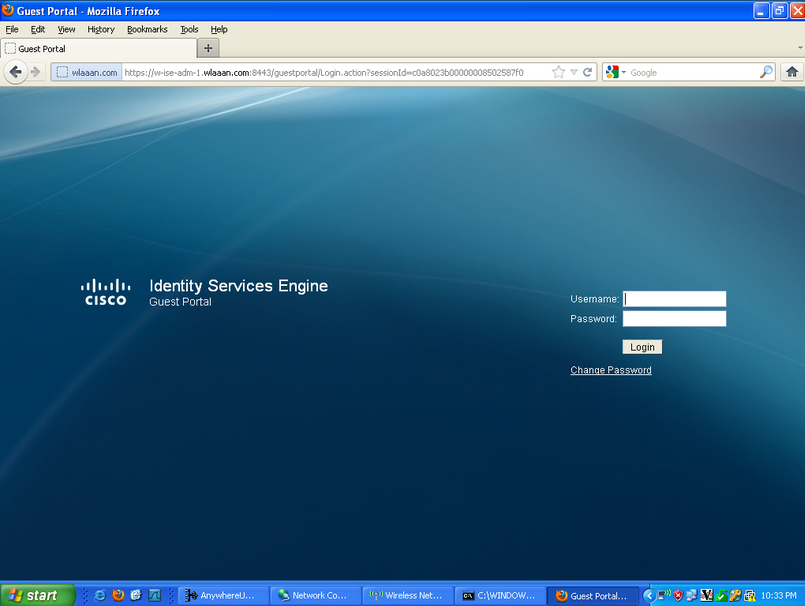 Guest Portal - Mozilla Firefox
File Edit View History Bookmarks Tools Help
Guest Portal
wlaaan.com https://w-ise-adm-1.wlaaan.com:8443/guestportal/Login.action?sessionId=c0a8023b00000008502587f0 Google
CISCO
Identity Services Engine
Guest Portal
Username:
Password:
Login
Change Password
start AnywhereU... Network Co... Wireless Net... C:\WINDOW... Guest Portal... 10:33 PM